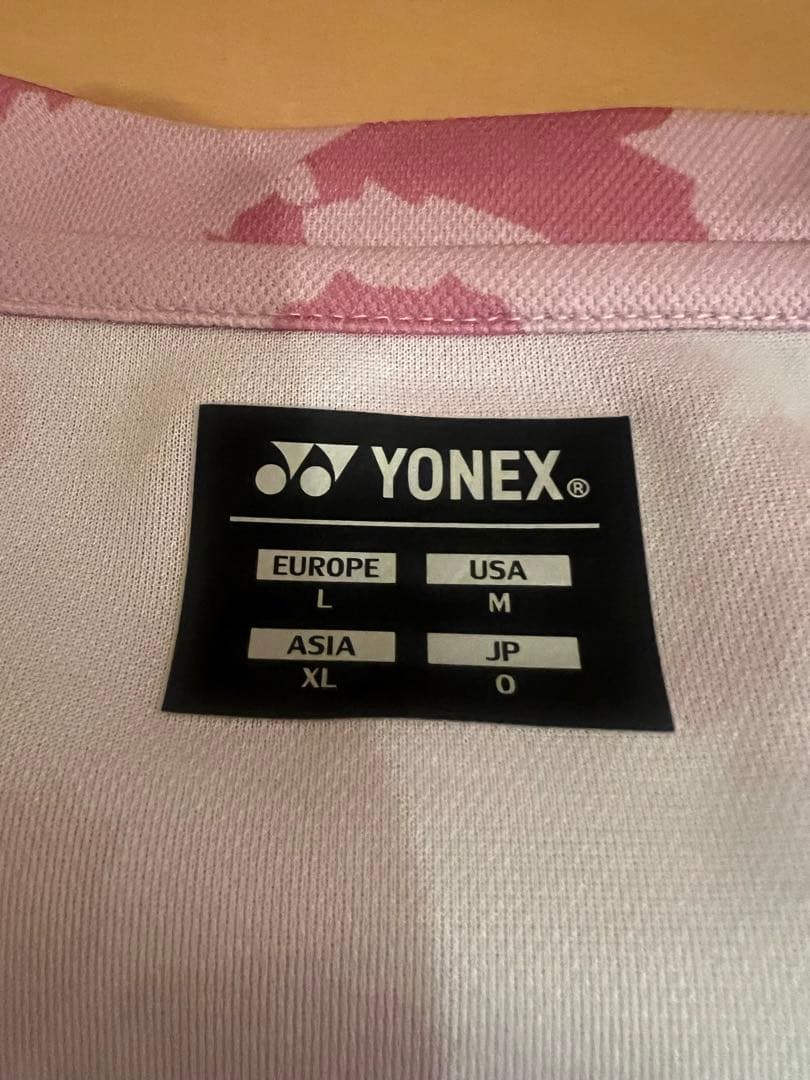 YONEX®
EUROPE USA
L M
ASIA JP
XL O